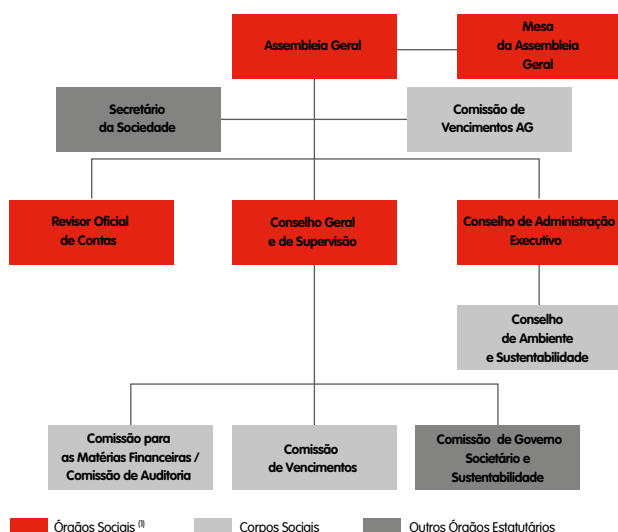 Assembleia Geral
Mesa
da Assembleia
Geral
Secretário
da Sociedade
Comissão de
Vencimentos AG
Revisor Oficial
de Contas
Conselho Geral
e de Supervisão
Conselho de Administração
Executivo
Conselho
de Ambiente
e Sustentabilidade
Comissão para
as Matérias Financeiras /
Comissão de Auditoria
Comissão
de Vencimentos
Comissão de Governo
Societário e
Sustentabilidade
Órgãos Sociais (1)
Corpos Sociais
Outros Órgãos Estatutários